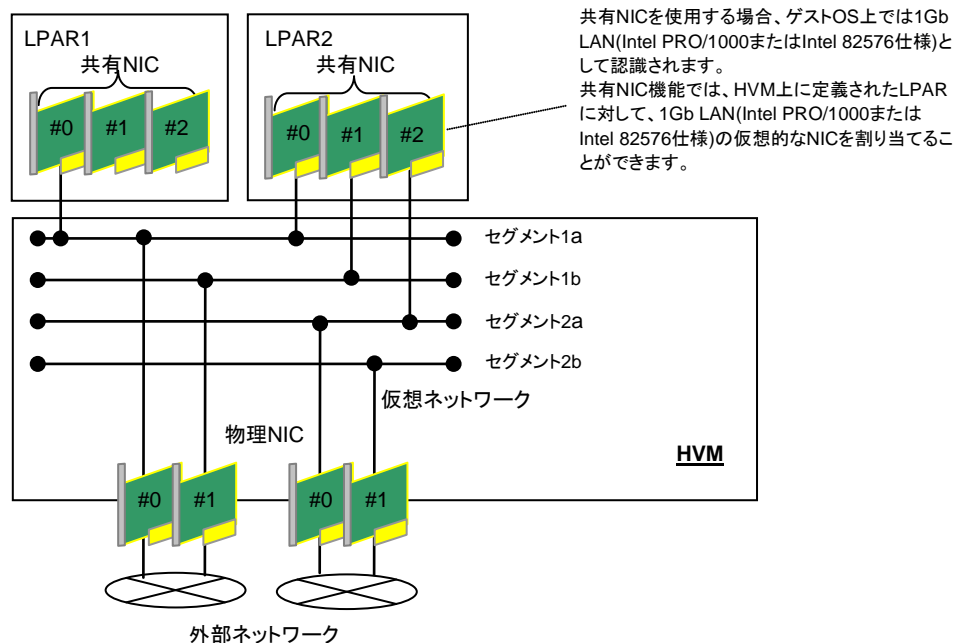 共有NICを使用する場合、ゲストOS上では1Gb
LAN(Intel PRO/1000またはIntel 82576仕様)と
して認識されます。
共有NIC機能では、HVM上に定義されたLPAR
に対して、1Gb LAN(Intel PRO/1000または
Intel 82576仕様)の仮想的なNICを割り当てるこ
とができます。
LPAR1
共有NIC
#0 #1 #2
LPAR2
共有NIC
#0 #1 #2
セグメント1a
セグメント1b
セグメント2a
セグメント2b
仮想ネットワーク
物理NIC
HVM
#0 #1
#0 #1
外部ネットワーク